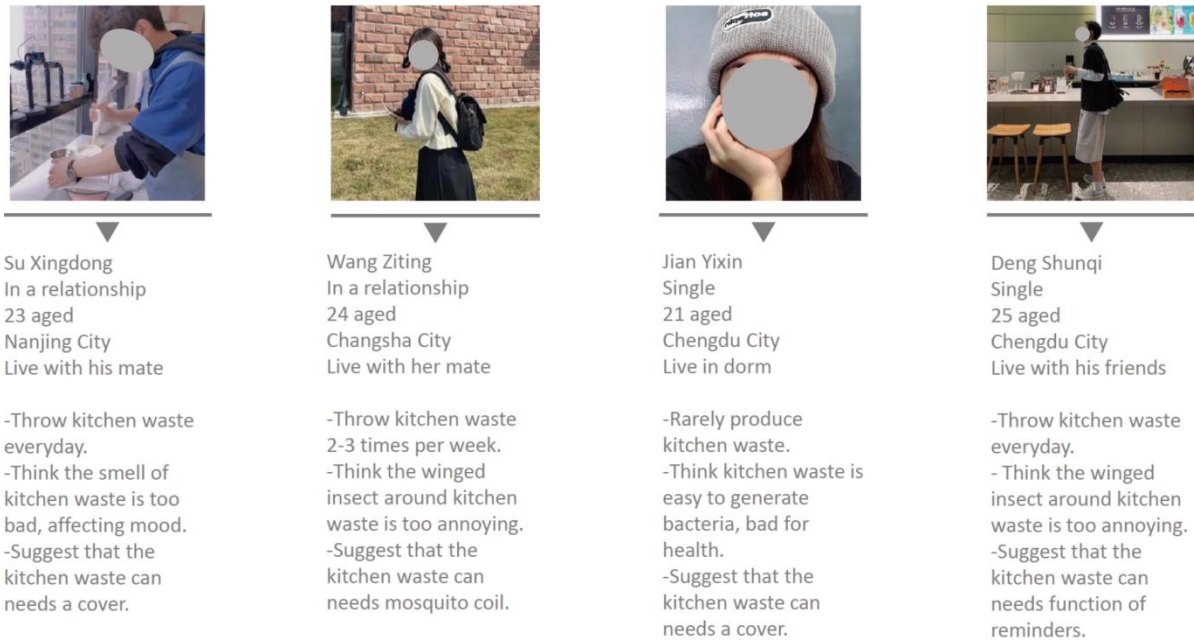 Su Xingdong
In a relationship
23 aged
Nanjing City
Live with his mate
-Throw kitchen waste
everyday.
-Think the smell of
kitchen waste is too
bad, affecting mood.
-Suggest that the
kitchen waste can
needs a cover.
Wang Ziting
In a relationship
24 aged
Changsha City
Live with her mate
-Throw kitchen waste
2-3 times per week.
-Think the winged
insect around kitchen
waste is too annoying.
-Suggest that the
kitchen waste can
needs mosquito coil.
Jian Yixin
Single
21 aged
Chengdu City
Live in dorm
-Rarely produce
kitchen waste.
-Think kitchen waste is
easy to generate
bacteria, bad for
health.
-Suggest that the
kitchen waste can
needs a cover.
Deng Shunqi
Single
25 aged
Chengdu City
Live with his friends
-Throw kitchen waste
everyday.
- Think the winged
insect around kitchen
waste is too annoying.
-Suggest that the
kitchen waste can
needs function of
reminders.